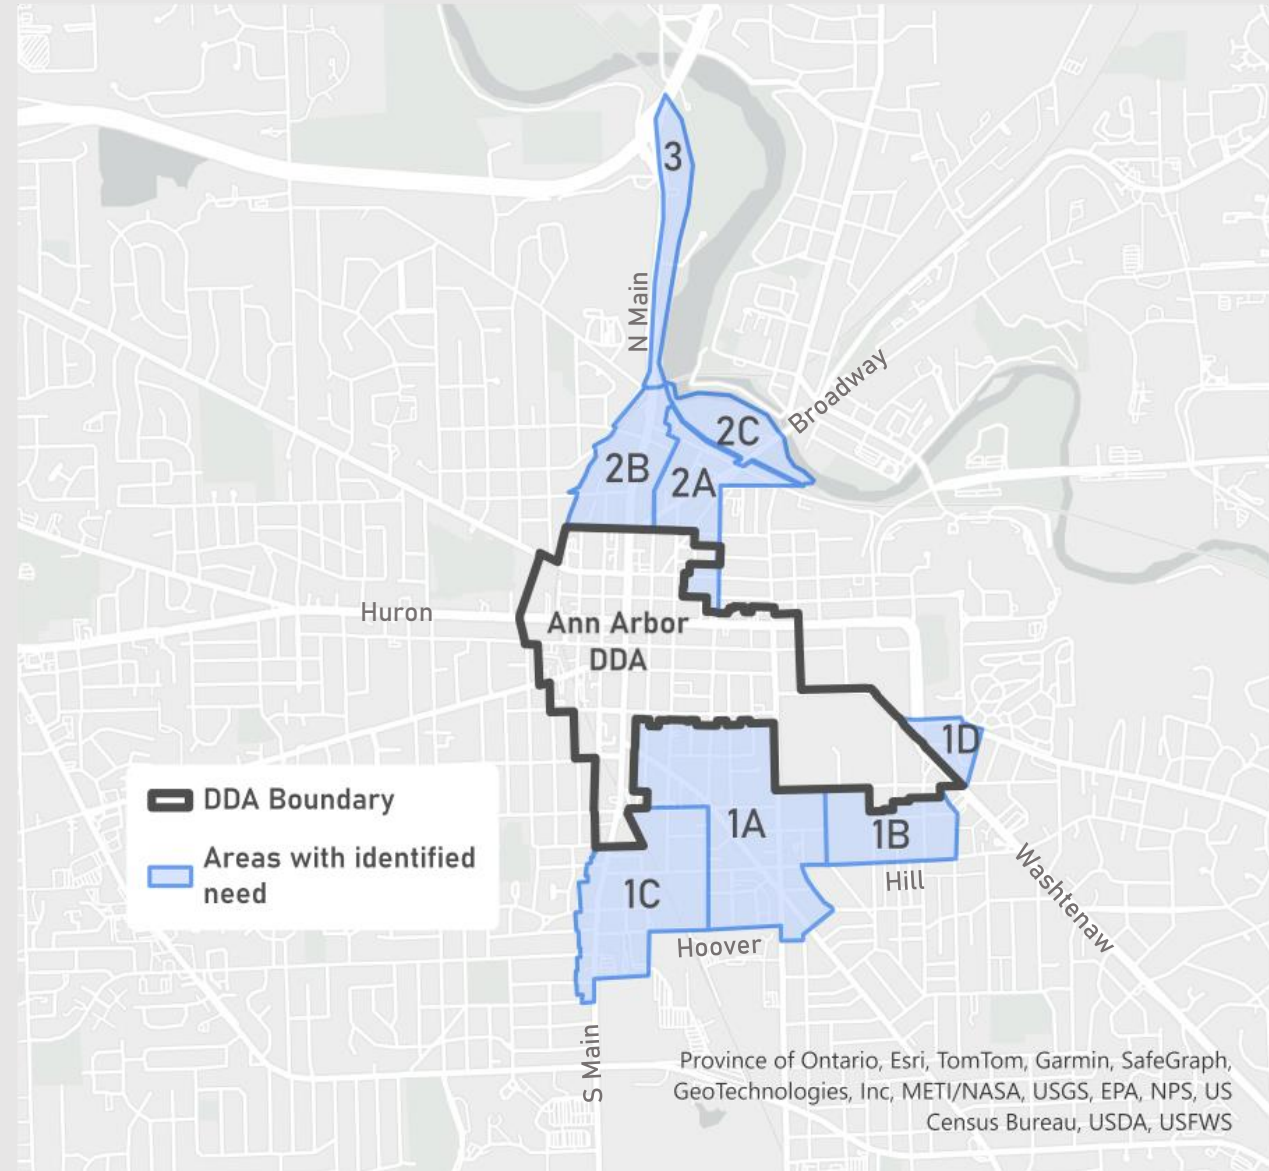 3
N Main
Broadway
2C
2B
2A
Huron
Ann Arbor
DDA
1D
DDA Boundary
Areas with identified
need
1A
1B
Hill
1C
Washtenaw
Hoover
S Main
Province of Ontario, Esri, TomTom, Garmin, SafeGraph,
GeoTechnologies, Inc, METI/NASA, USGS, EPA, NPS, US
Census Bureau, USDA, USFWS